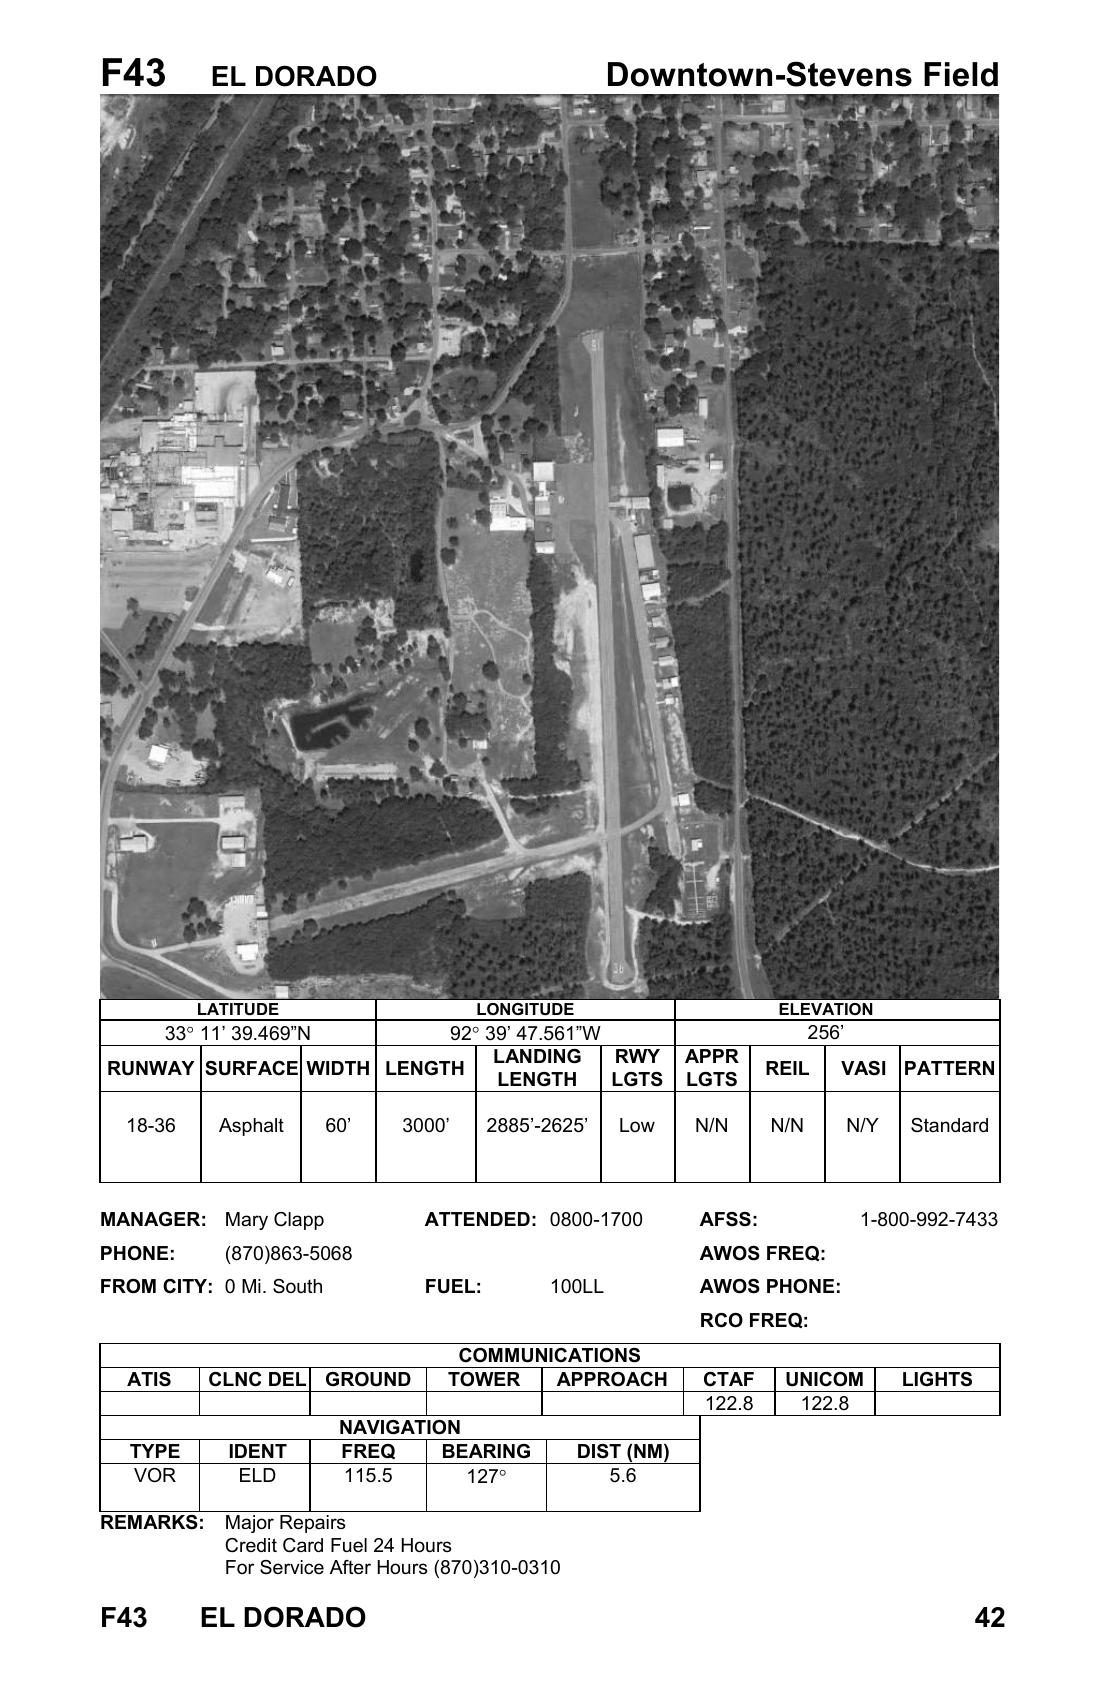 F43 EL DORADO Downtown-Stevens Field
LATITUDE LONGITUDE ELEVATION
33° 11’ 39.469”N 92° 39’ 47.561”W 256’
RUNWAY SURFACE WIDTH LENGTH LANDING LENGTH RWY LGTS APPR LGTS REIL VASI PATTERN
18-36 Asphalt 60’ 3000’ 2885’-2625’ Low N/N N/N N/Y Standard
MANAGER: Mary Clapp ATTENDED: 0800-1700 AFSS: 1-800-992-7433
PHONE: (870)863-5068 AWOS FREQ:
FROM CITY: 0 Mi. South FUEL: 100LL AWOS PHONE:
RCO FREQ:
COMMUNICATIONS
ATIS CLNC DEL GROUND TOWER APPROACH CTAF UNICOM LIGHTS
122.8 122.8
NAVIGATION
TYPE IDENT FREQ BEARING DIST (NM)
VOR ELD 115.5 127° 5.6
REMARKS: Major Repairs
Credit Card Fuel 24 Hours
For Service After Hours (870)310-0310
F43 EL DORADO 42